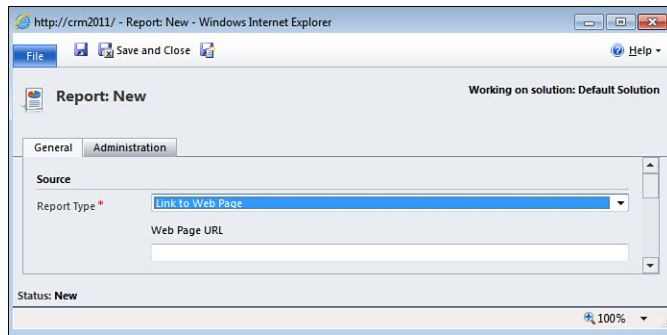 http://crm2011/ - Report: New - Windows Internet Explorer
File Save and Close Help
Report: New Working on solution: Default Solution
General Administration
Source
Report Type * Link to Web Page
Web Page URL
Status: New
100%